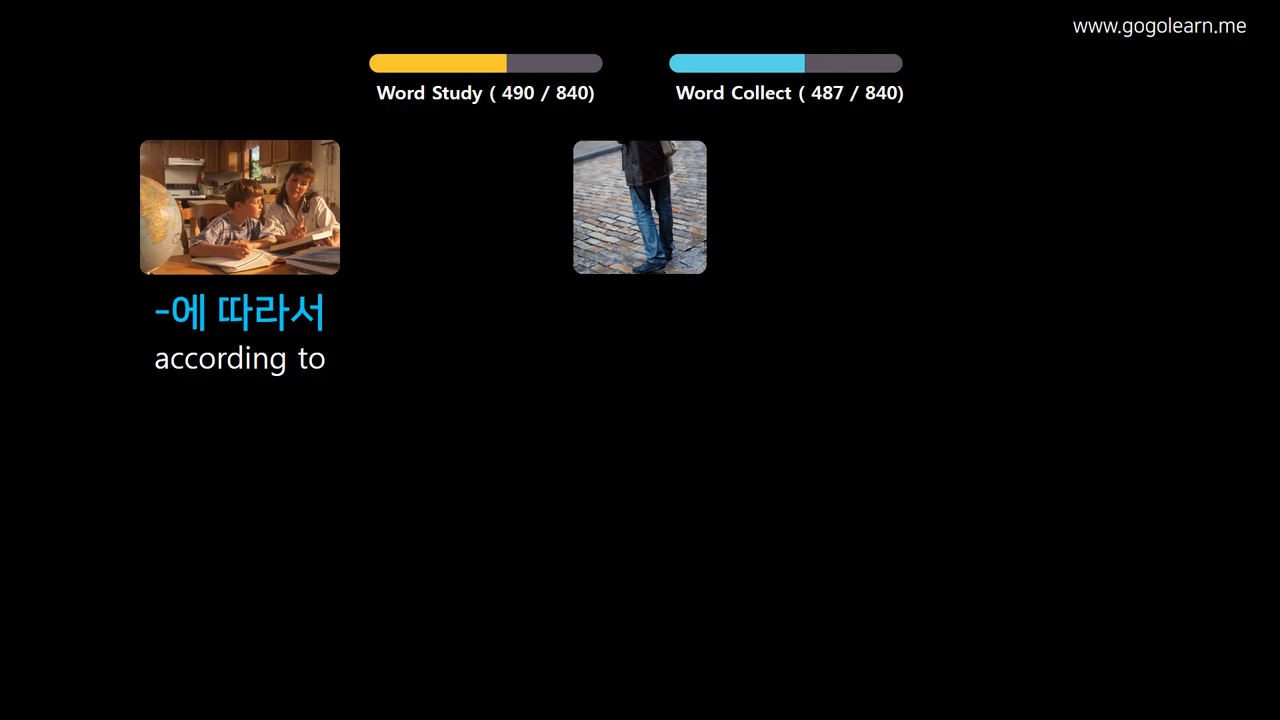 www.gogolearn.me
Word Study ( 490 / 840)
Word Collect ( 487 / 840)
-에 따라서
according to